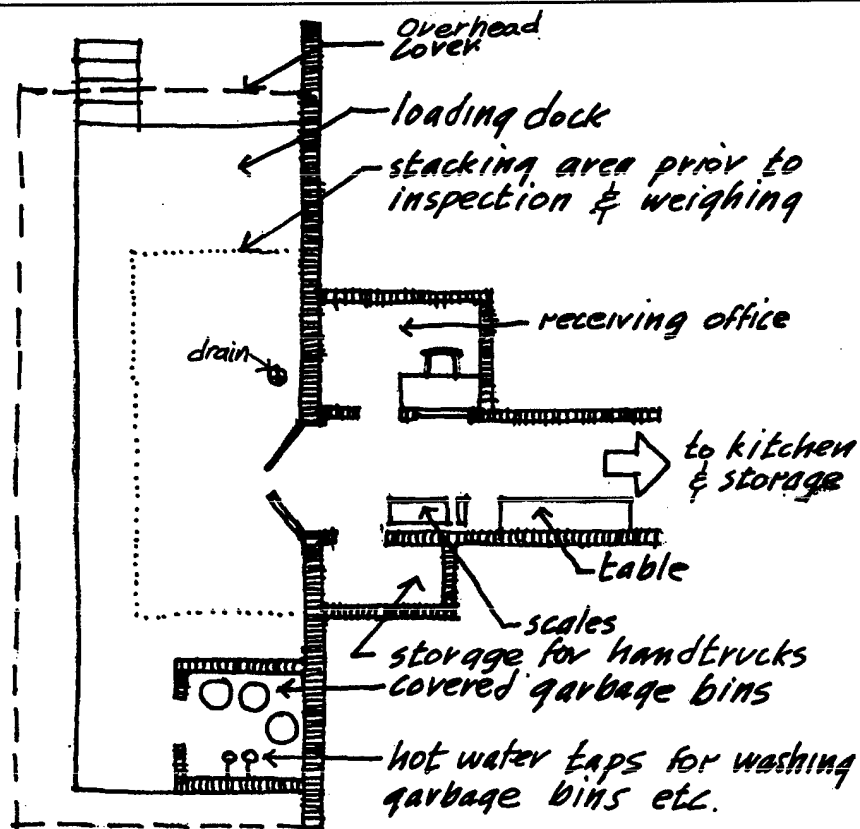 overhead
cover
loading dock
stacking area prior to
inspection & weighing
receiving office
drain
to kitchen
& storage
table
scales
storage for handtrucks
covered garbage bins
hot water taps for washing
garbage bins etc.